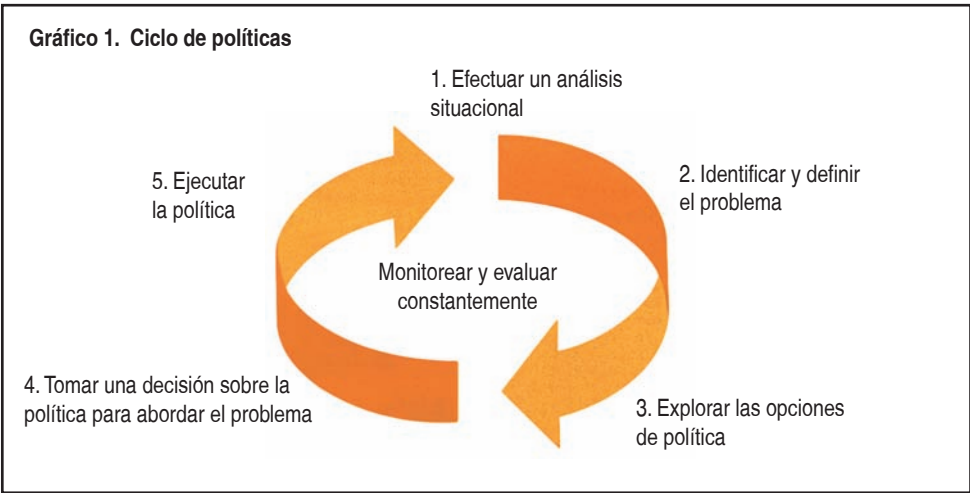 Gráfico 1. Ciclo de políticas
1. Efectuar un análisis
situacional
2. Identificar y definir
el problema
3. Explorar las opciones
de política
4. Tomar una decisión sobre la
política para abordar el problema
5. Ejecutar
la política
Monitorear y evaluar
constantemente